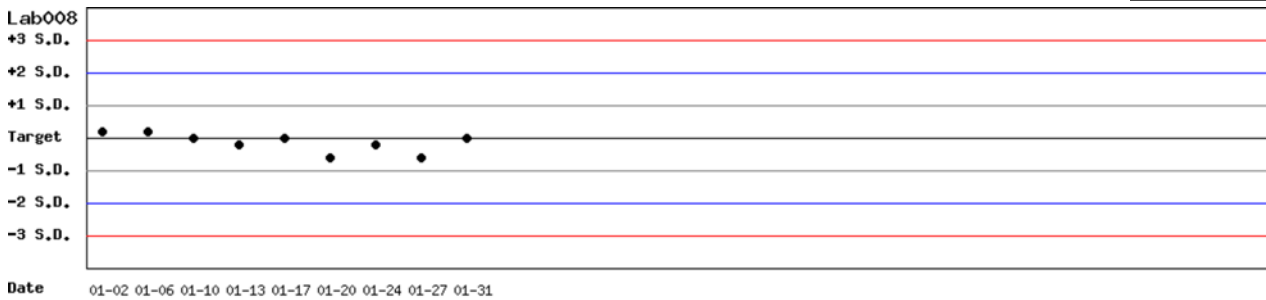 Lab008
+3 S.D.
+2 S.D.
+1 S.D.
Target
-1 S.D.
-2 S.D.
-3 S.D.
Date 01-02 01-06 01-10 01-13 01-17 01-20 01-24 01-27 01-31